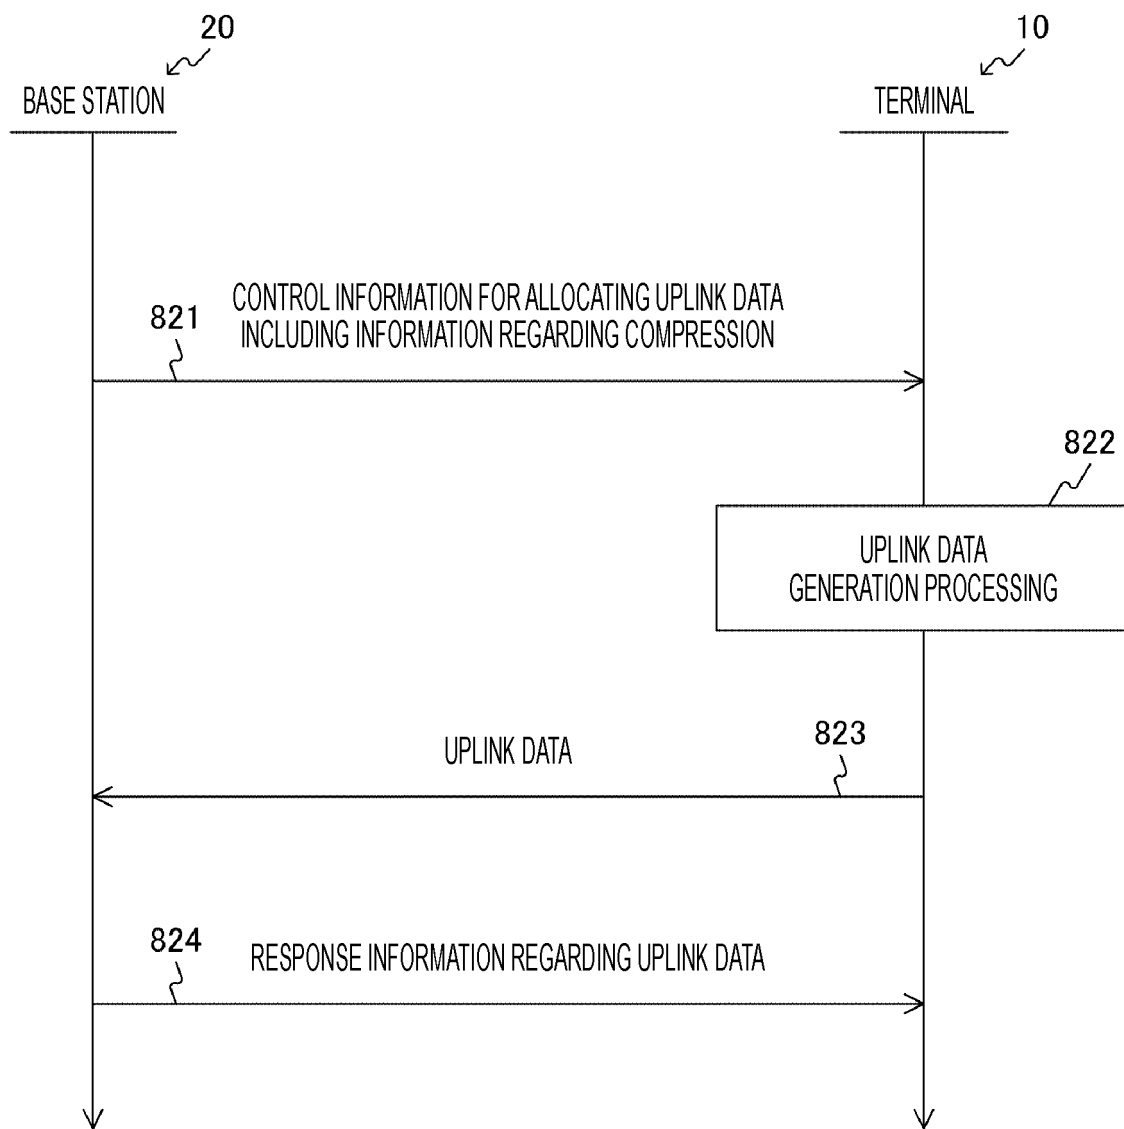 20
10
BASE STATION
TERMINAL
CONTROL INFORMATION FOR ALLOCATING UPLINK DATA
821
INCLUDING INFORMATION REGARDING COMPRESSION
822
UPLINK DATA
GENERATION PROCESSING
823
UPLINK DATA
824
RESPONSE INFORMATION REGARDING UPLINK DATA